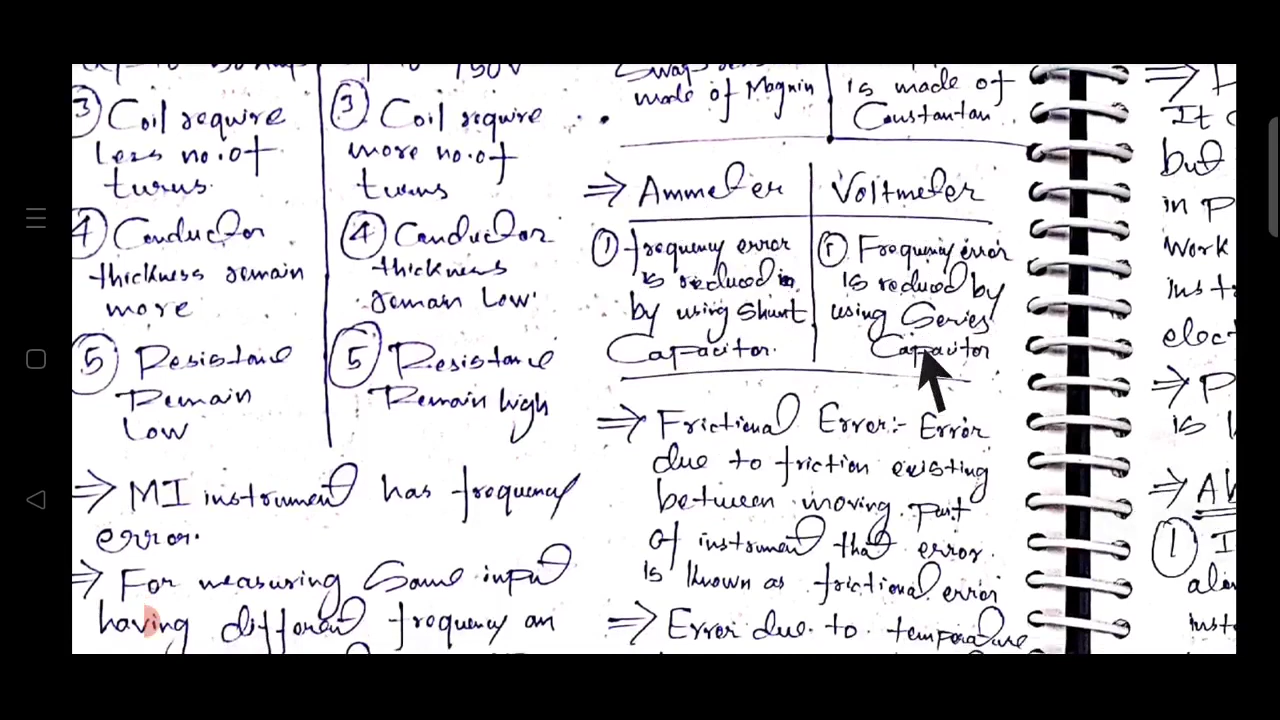 150V
③ Coil require
less no. of
turns.
④ Conductor
thickness remain
more
⑤ Resistance
Remain
Low
③ Coil require
more no. of
turns
④ Conductor
thickness
remain Low
⑤ Resistance
Remain high
⇒ MI instrument has frequency
error.
⇒ For measuring Same input
having different frequency an
made of
is made of
Constantan
⇒ Ammeter
① frequency error
is reduced in
by using Shunt
Capacitor.
Voltmeter
① Frequency error
is reduced by
using Series
Capacitor
⇒ Frictional Error:- Error
due to friction existing
between moving part
of instrument that error
is known as frictional error
⇒ Error due to temperature
⇒
It
but
in P
Work
inst
elect
⇒ P
is
⇒ Ab
① I
inst